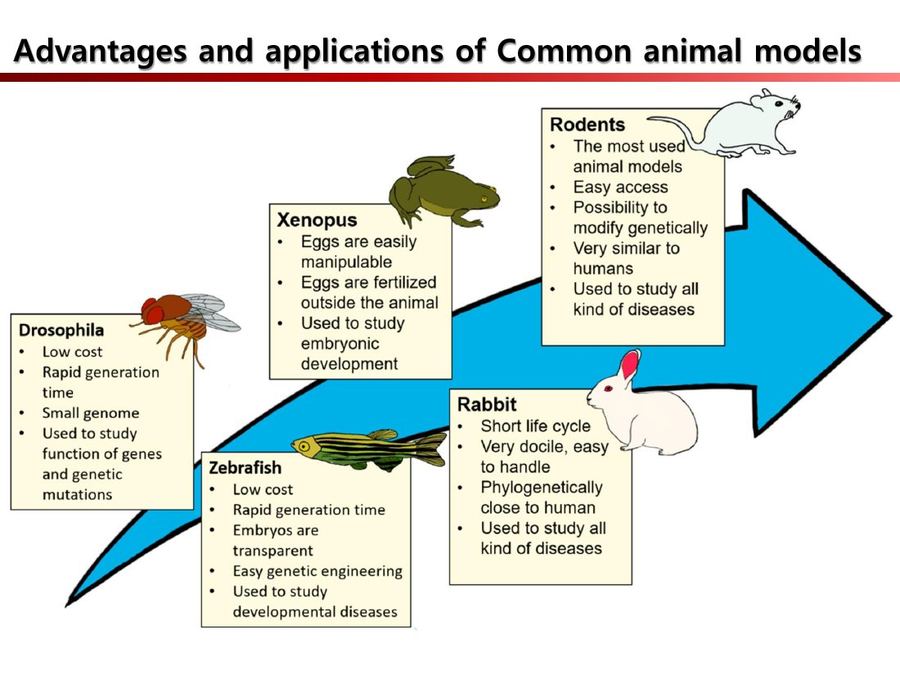 Advantages and applications of Common animal models
Drosophila
• Low cost
• Rapid generation
time
• Small genome
• Used to study
function of genes
and genetic
mutations
Xenopus
• Eggs are easily
manipulable
• Eggs are fertilized
outside the animal
• Used to study
embryonic
development
Zebrafish
• Low cost
• Rapid generation time
• Embryos are
transparent
• Easy genetic engineering
• Used to study
developmental diseases
Rodents
• The most used
animal models
• Easy access
• Possibility to
modify genetically
• Very similar to
humans
• Used to study all
kind of diseases
Rabbit
• Short life cycle
• Very docile, easy
to handle
• Phylogenetically
close to human
• Used to study all
kind of diseases